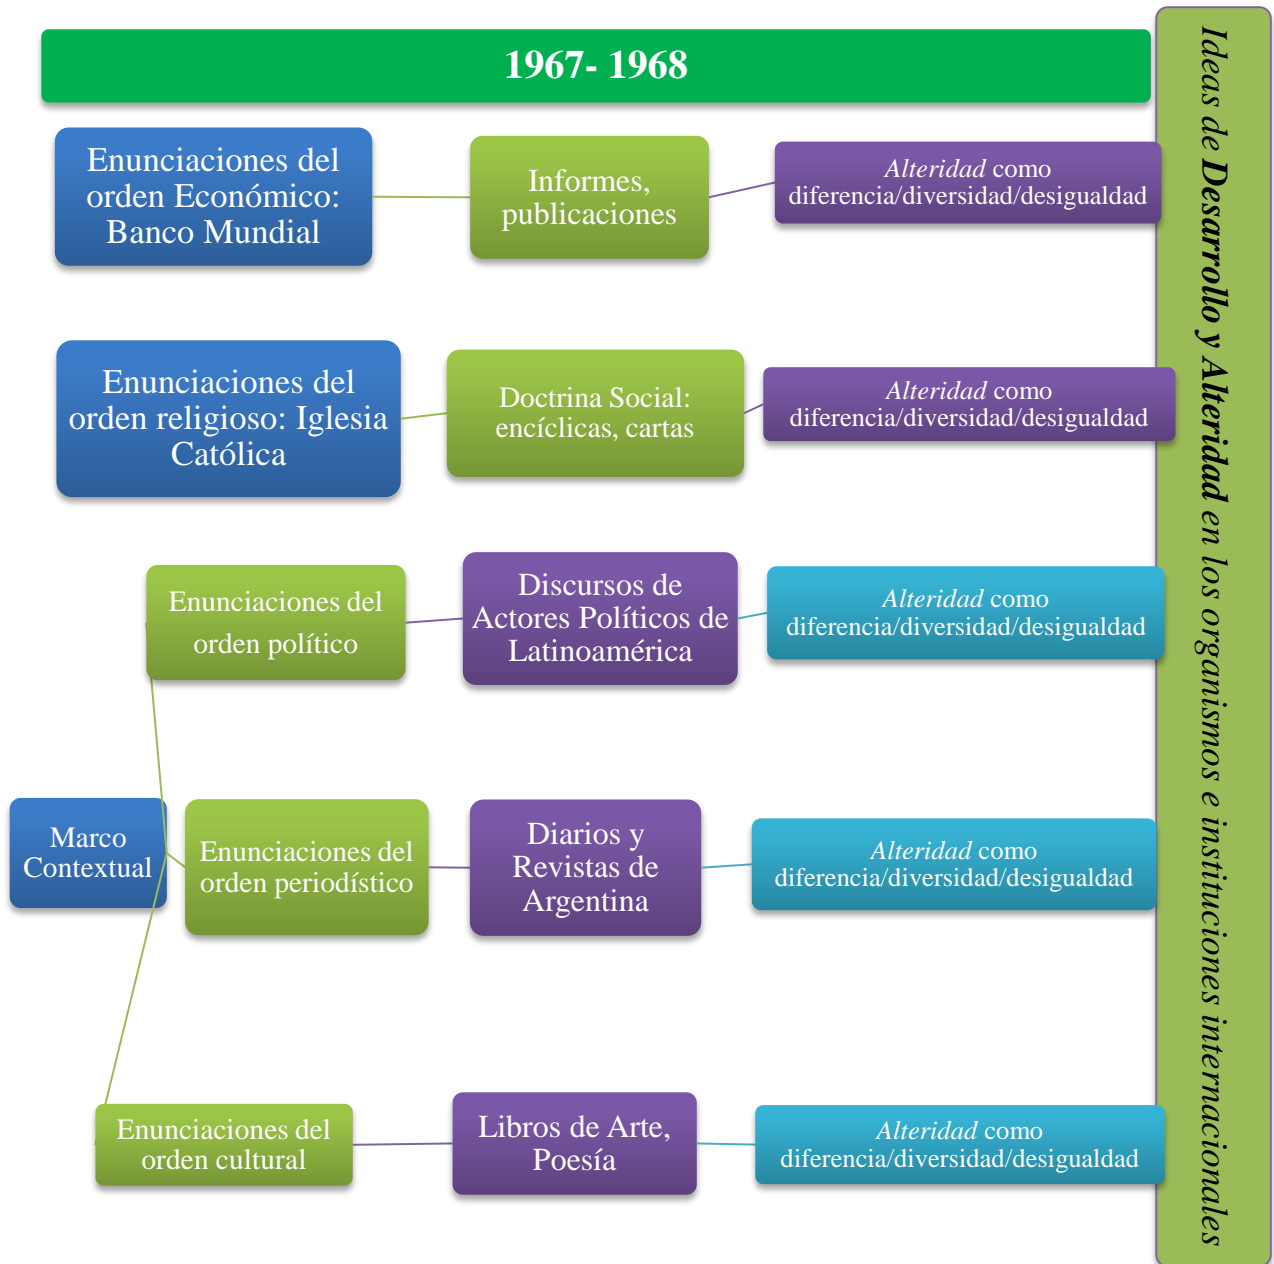 1967- 1968
Enunciaciones del
orden Económico:
Banco Mundial
Informes,
publicaciones
Alteridad como
diferencia/diversidad/desigualdad
Enunciaciones del
orden religioso: Iglesia
Católica
Doctrina Social:
encíclicas, cartas
Alteridad como
diferencia/diversidad/desigualdad
Enunciaciones del
orden político
Discursos de
Actores Políticos de
Latinoamérica
Alteridad como
diferencia/diversidad/desigualdad
Marco
Contextual
Enunciaciones del
orden periodístico
Diarios y
Revistas de
Argentina
Alteridad como
diferencia/diversidad/desigualdad
Enunciaciones del
orden cultural
Libros de Arte,
Poesía
Alteridad como
diferencia/diversidad/desigualdad
Ideas de Desarrollo y Alteridad en los organismos e instituciones internacionales